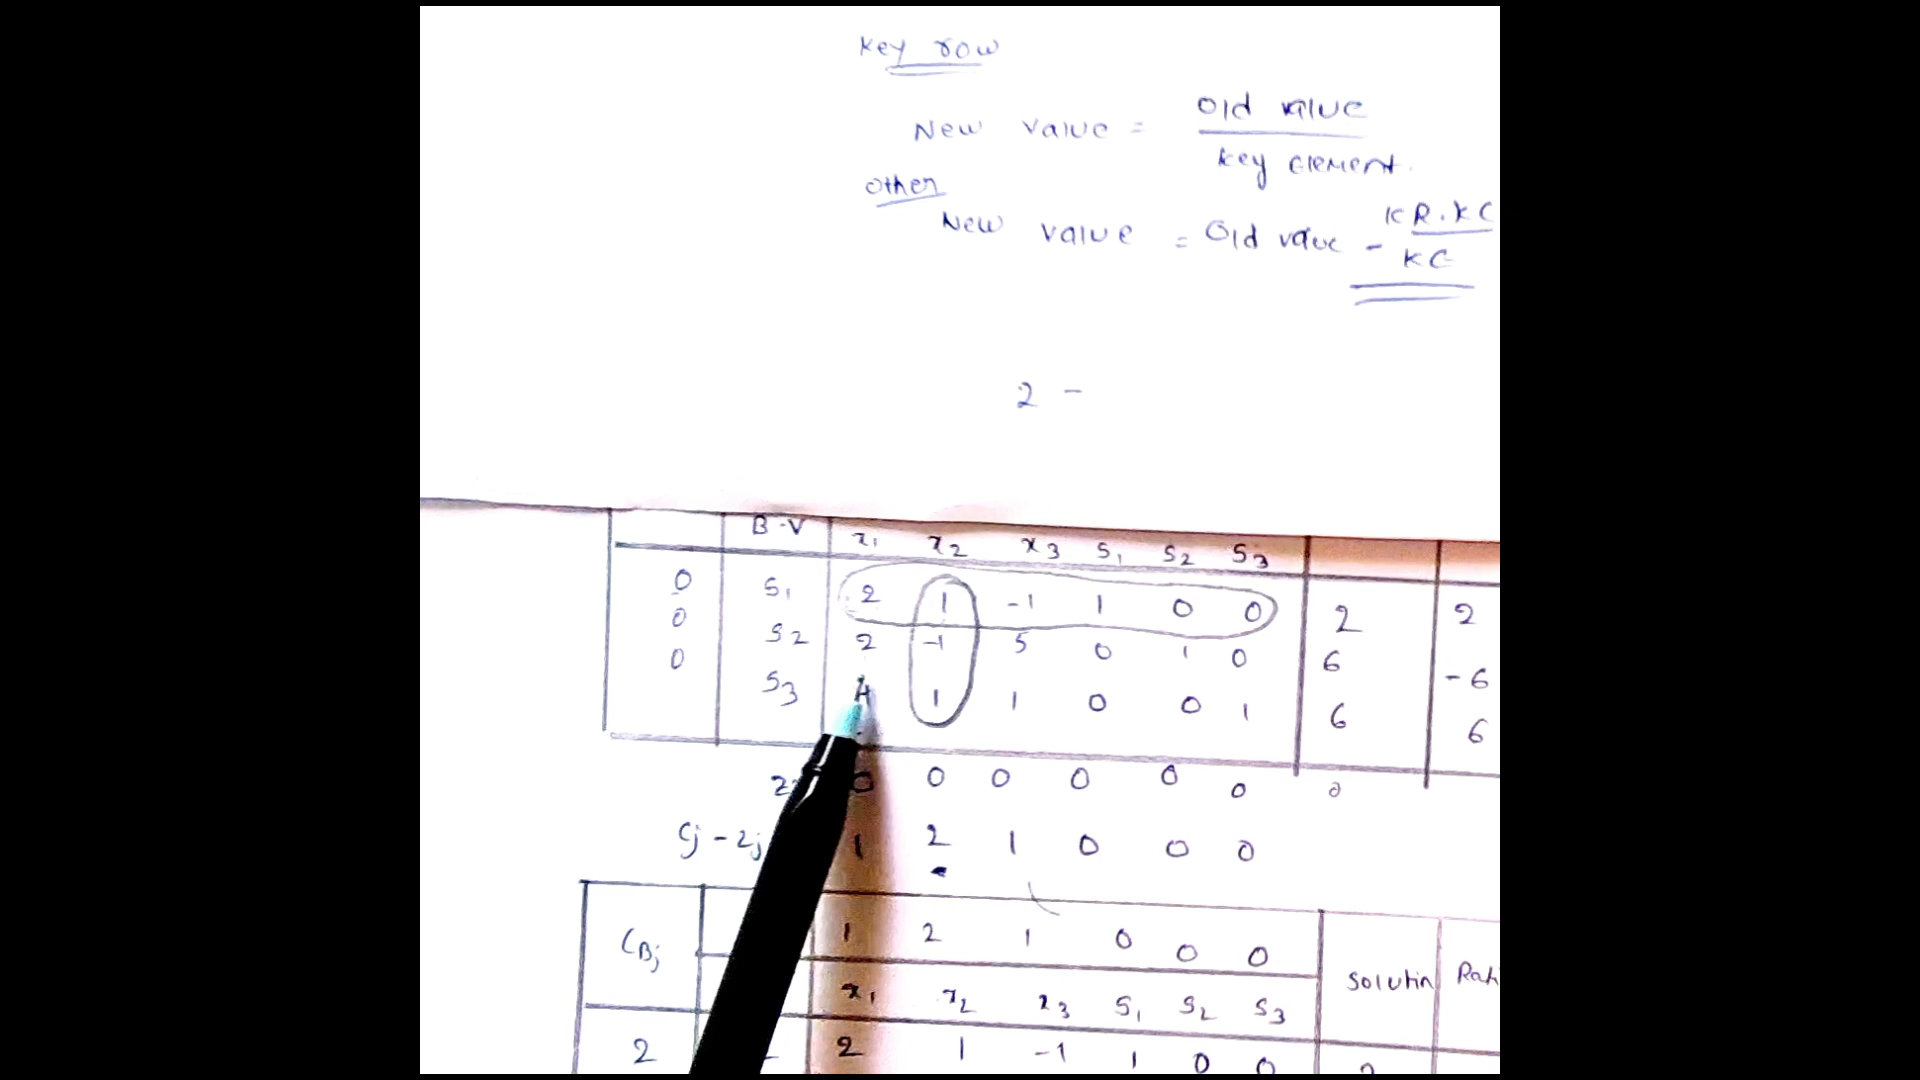 Key row
New value = Old value
Key element.
Other
New value = Old value - KR.KC
KC
2 -
B-V x1 x2 x3 S1 S2 S3
0 S1 2 1 -1 1 0 0 2 2
0 S2 2 -1 5 0 1 0 6 -6
0 S3 4 1 1 0 0 1 6 6
0 0 0 0 0 0 0
Cj - Zj 1 2 1 0 0 0
CBj 1 2 1 0 0 0 Solutin
x1 x2 x3 S1 S2 S3
2 2 1 -1 1 0 0